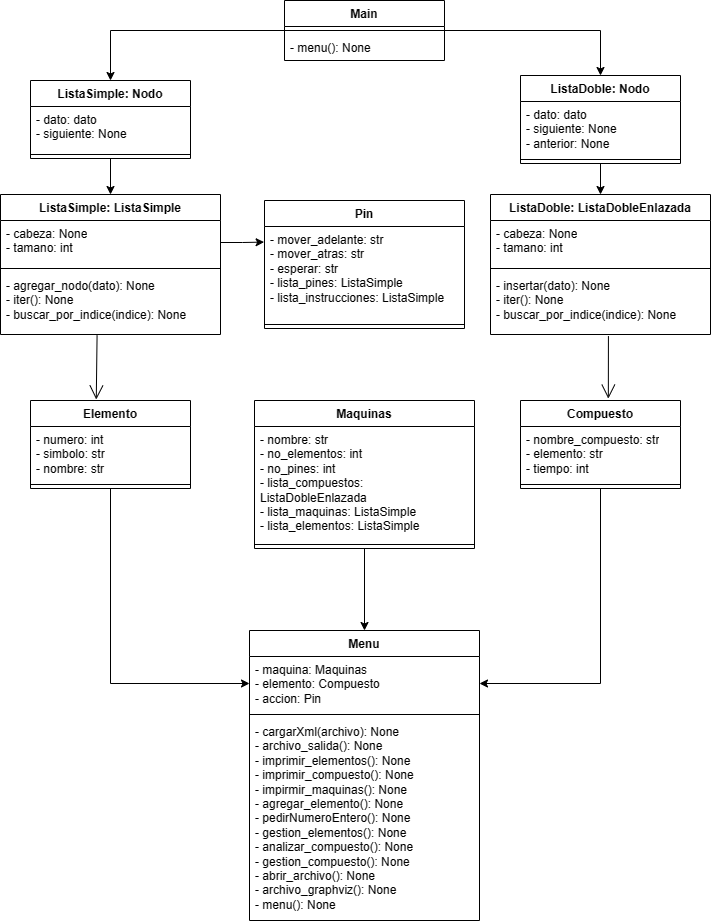 Main
- menu(): None
ListaSimple: Nodo
- dato: dato
- siguiente: None
ListaDoble: Nodo
- dato: dato
- siguiente: None
- anterior: None
ListaSimple: ListaSimple
- cabeza: None
- tamano: int
- agregar_nodo(dato): None
- iter(): None
- buscar_por_indice(indice): None
Pin
- mover_adelante: str
- mover_atras: str
- esperar: str
- lista_pines: ListaSimple
- lista_instrucciones: ListaSimple
ListaDoble: ListaDobleEnlazada
- cabeza: None
- tamano: int
- insertar(dato): None
- iter(): None
- buscar_por_indice(indice): None
Elemento
- numero: int
- simbolo: str
- nombre: str
Maquinas
- nombre: str
- no_elementos: int
- no_pines: int
- lista_compuestos:
ListaDobleEnlazada
- lista_maquinas: ListaSimple
- lista_elementos: ListaSimple
Compuesto
- nombre_compuesto: str
- elemento: str
- tiempo: int
Menu
- maquina: Maquinas
- elemento: Compuesto
- accion: Pin
- cargarXml(archivo): None
- archivo_salida(): None
- imprimir_elementos(): None
- imprimir_compuesto(): None
- impirmir_maquinas(): None
- agregar_elemento(): None
- pedirNumeroEntero(): None
- gestion_elementos(): None
- analizar_compuesto(): None
- gestion_compuesto(): None
- abrir_archivo(): None
- archivo_graphviz(): None
- menu(): None